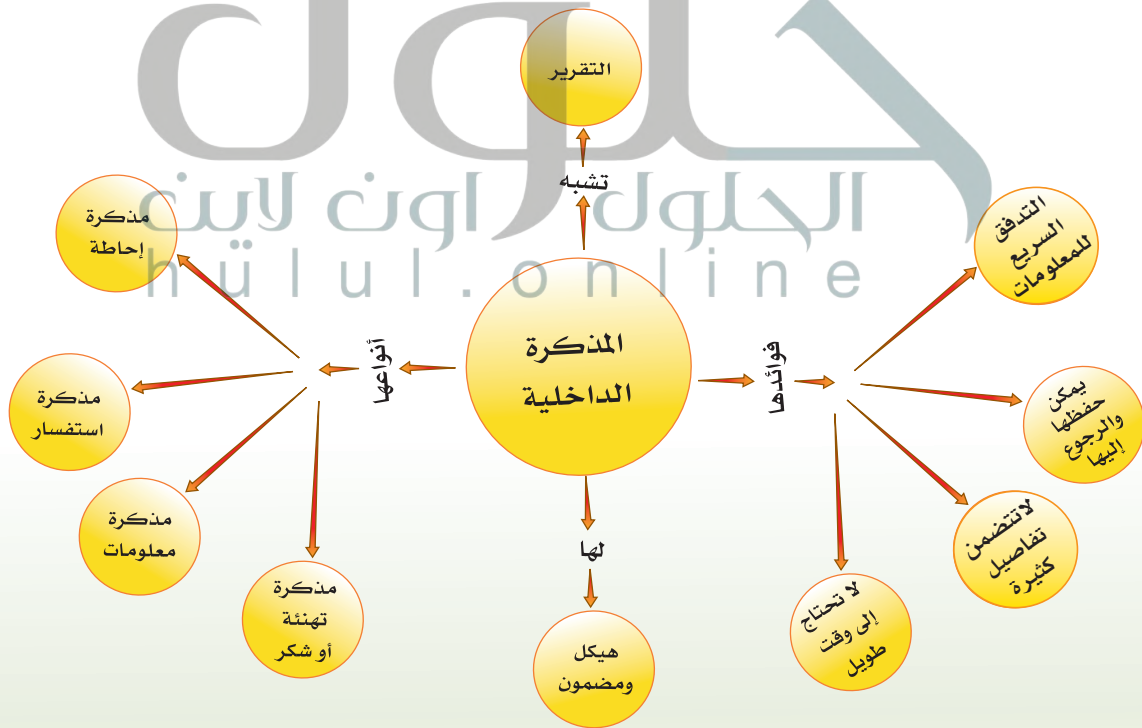 حلول
الحلول اون لاين
hülul.online
التقرير
تشبه
المذكرة
الداخلية
فوائدها
التدفق
السريع
للمعلومات
يمكن
حفظها
والرجوع
إليها
لاتتضمن
تفاصيل
كثيرة
لا تحتاج
إلى وقت
طويل
لها
هيكل
ومضمون
أنواعها
مذكرة
إحاطة
مذكرة
استفسار
مذكرة
معلومات
مذكرة
تهنئة
أو شكر